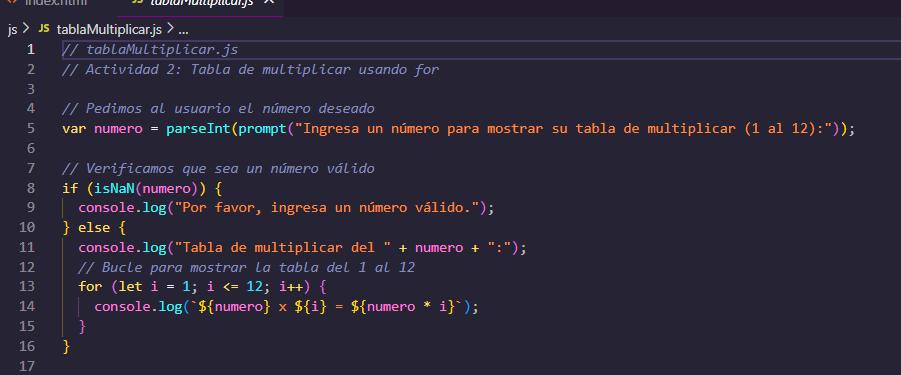 index.html tablaMultiplicar.js
js > JS tablaMultiplicar.js > ...
1 // tablaMultiplicar.js
2 // Actividad 2: Tabla de multiplicar usando for
3
4 // Pedimos al usuario el número deseado
5 var numero = parseInt(prompt("Ingresa un número para mostrar su tabla de multiplicar (1 al 12):"));
6
7 // Verificamos que sea un número válido
8 if (isNaN(numero)) {
9 console.log("Por favor, ingresa un número válido.");
10 } else {
11 console.log("Tabla de multiplicar del " + numero + ":");
12 // Bucle para mostrar la tabla del 1 al 12
13 for (let i = 1; i <= 12; i++) {
14 console.log(`${numero} x ${i} = ${numero * i}`);
15 }
16 }
17